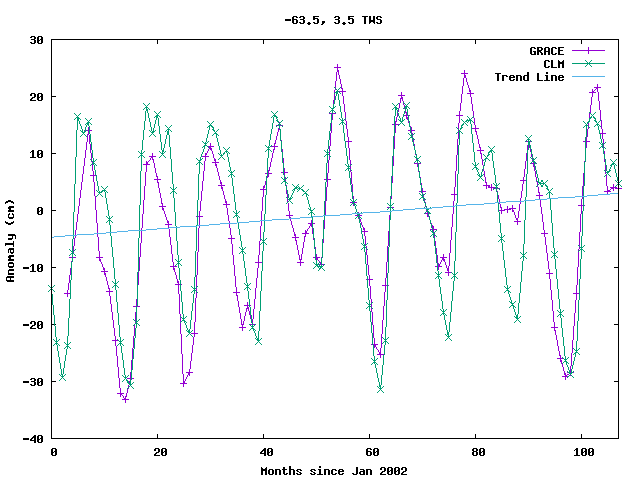 -63.5, 3.5 TWS
GRACE
CLM
Trend Line
30
20
10
0
-10
-20
-30
-40
Anomaly (cm)
0 20 40 60 80 100
Months since Jan 2002